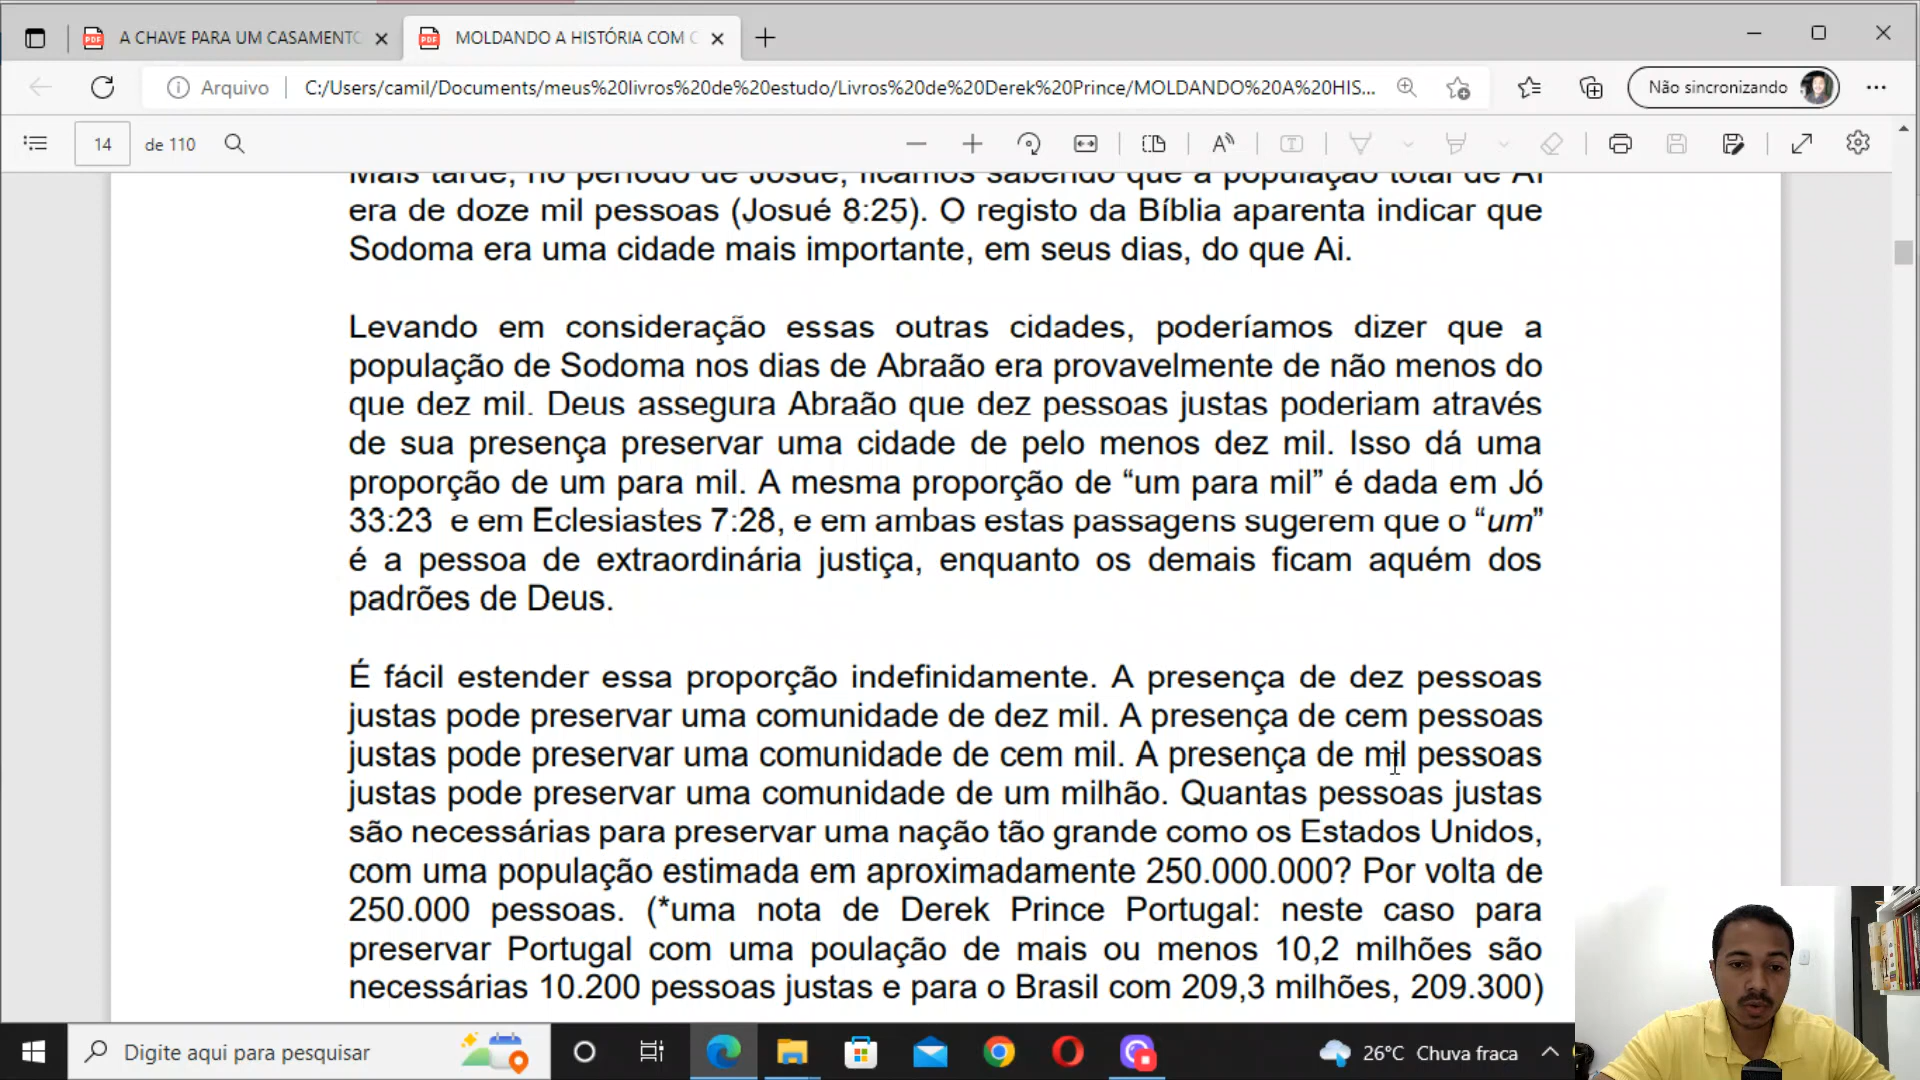 A CHAVE PARA UM CASAMENTO
MOLDANDO A HISTÓRIA COM
Arquivo
C:/Users/camil/Documents/meus%20livros%20de%20estudo/Livros%20de%20Derek%20Prince/MOLDANDO%20A%20HIS...
Não sincronizando
14
de 110
Mais tarde, no período de Josué, ficamos sabendo que a população total de Ai
era de doze mil pessoas (Josué 8:25). O registo da Bíblia aparenta indicar que
Sodoma era uma cidade mais importante, em seus dias, do que Ai.
Levando em consideração essas outras cidades, poderíamos dizer que a
população de Sodoma nos dias de Abraão era provavelmente de não menos do
que dez mil. Deus assegura Abraão que dez pessoas justas poderiam através
de sua presença preservar uma cidade de pelo menos dez mil. Isso dá uma
proporção de um para mil. A mesma proporção de “um para mil” é dada em Jó
33:23 e em Eclesiastes 7:28, e em ambas estas passagens sugerem que o “um”
é a pessoa de extraordinária justiça, enquanto os demais ficam aquém dos
padrões de Deus.
É fácil estender essa proporção indefinidamente. A presença de dez pessoas
justas pode preservar uma comunidade de dez mil. A presença de cem pessoas
justas pode preservar uma comunidade de cem mil. A presença de mil pessoas
justas pode preservar uma comunidade de um milhão. Quantas pessoas justas
são necessárias para preservar uma nação tão grande como os Estados Unidos,
com uma população estimada em aproximadamente 250.000.000? Por volta de
250.000 pessoas. (*uma nota de Derek Prince Portugal: neste caso para
preservar Portugal com uma poulação de mais ou menos 10,2 milhões são
necessárias 10.200 pessoas justas e para o Brasil com 209,3 milhões, 209.300)
Digite aqui para pesquisar
26°C Chuva fraca